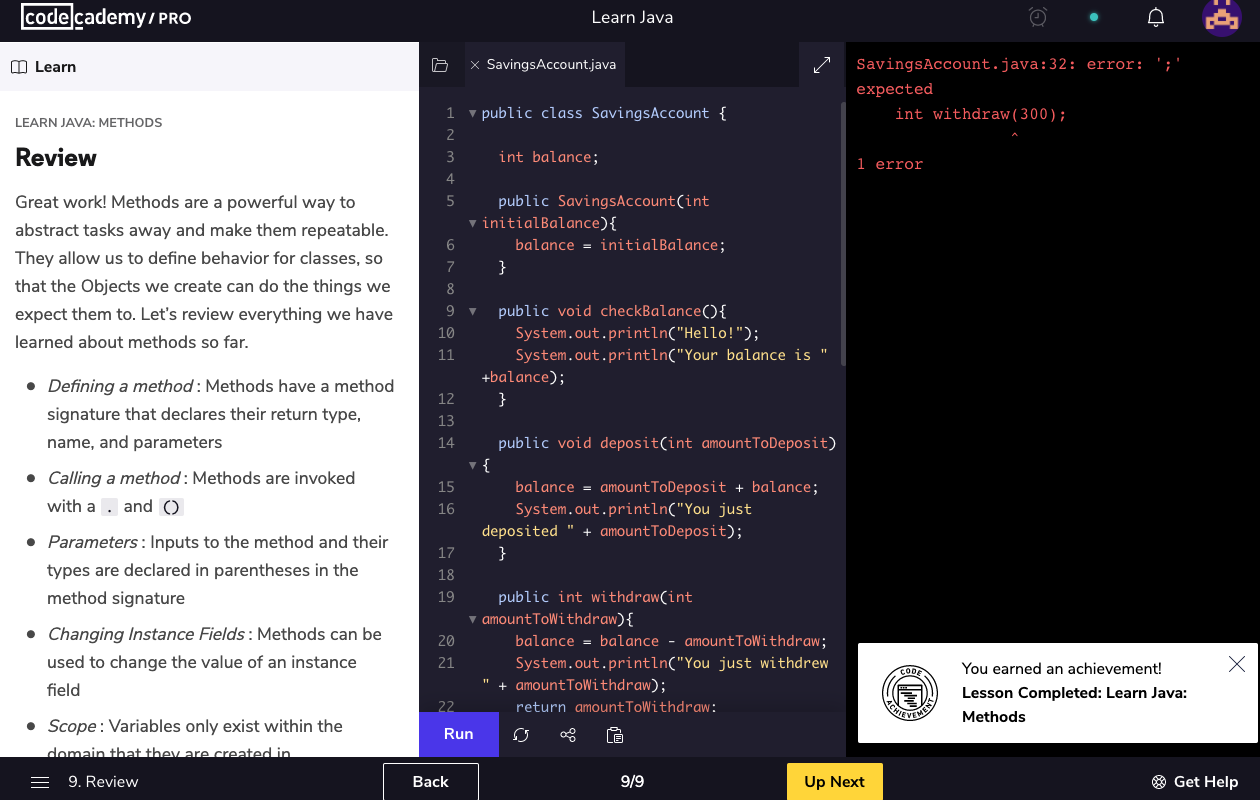 codecademy / PRO
Learn Java
Learn
LEARN JAVA: METHODS
Review
Great work! Methods are a powerful way to
abstract tasks away and make them repeatable.
They allow us to define behavior for classes, so
that the Objects we create can do the things we
expect them to. Let's review everything we have
learned about methods so far.
Defining a method : Methods have a method
signature that declares their return type,
name, and parameters
Calling a method : Methods are invoked
with a . and ()
Parameters : Inputs to the method and their
types are declared in parentheses in the
method signature
Changing Instance Fields : Methods can be
used to change the value of an instance
field
Scope : Variables only exist within the
domain that they are created in
SavingsAccount.java
1 public class SavingsAccount {
2
3 int balance;
4
5 public SavingsAccount(int
initialBalance){
6 balance = initialBalance;
7 }
8
9 public void checkBalance(){
10 System.out.println("Hello!");
11 System.out.println("Your balance is "
+balance);
12 }
13
14 public void deposit(int amountToDeposit)
{
15 balance = amountToDeposit + balance;
16 System.out.println("You just
deposited " + amountToDeposit);
17 }
18
19 public int withdraw(int
amountToWithdraw){
20 balance = balance - amountToWithdraw;
21 System.out.println("You just withdrew
" + amountToWithdraw);
22 return amountToWithdraw;
Run
SavingsAccount.java:32: error: ';'
expected
int withdraw(300);
^
1 error
CODE ACHIEVEMENT
You earned an achievement!
Lesson Completed: Learn Java:
Methods
9. Review
Back
9/9
Up Next
Get Help